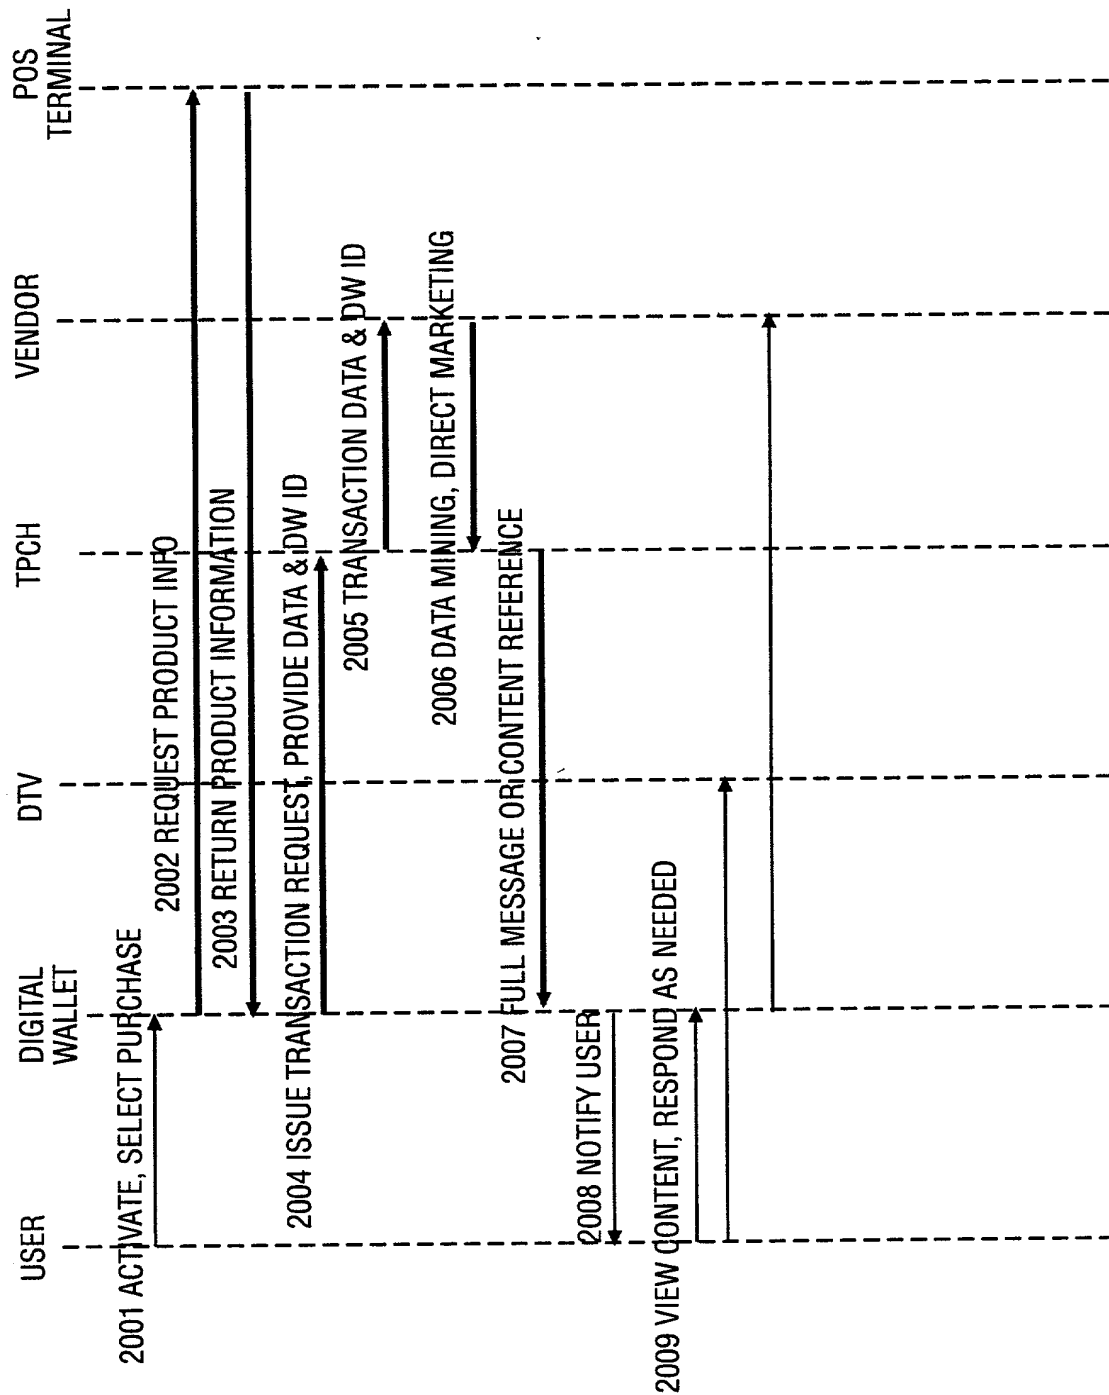 USER
DIGITAL
WALLET
DTV
TPCH
VENDOR
POS
TERMINAL
2001 ACTIVATE, SELECT PURCHASE
2002 REQUEST PRODUCT INFO
2003 RETURN PRODUCT INFORMATION
2004 ISSUE TRANSACTION REQUEST, PROVIDE DATA & DW ID
2005 TRANSACTION DATA & DW ID
2006 DATA MINING, DIRECT MARKETING
2007 FULL MESSAGE OR CONTENT REFERENCE
2008 NOTIFY USER
2009 VIEW CONTENT, RESPOND AS NEEDED